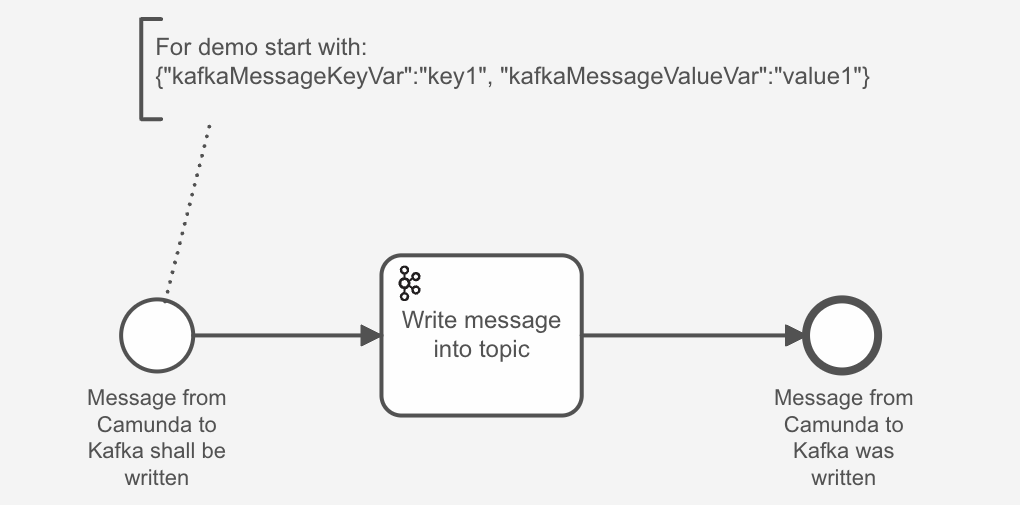 For demo start with:
{"kafkaMessageKeyVar":"key1", "kafkaMessageValueVar":"value1"}
Write message
into topic
Message from
Camunda to
Kafka shall be
written
Message from
Camunda to
Kafka was
written